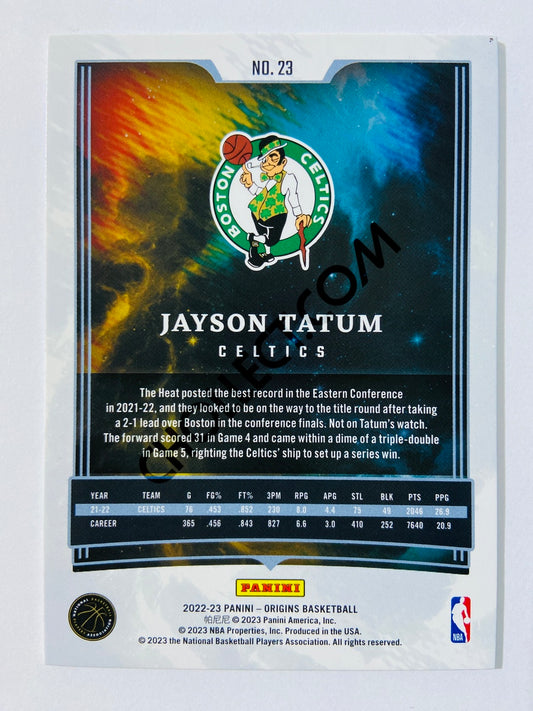 NO. 23
BOSTON CELTICS
JAYSON TATUM
CELTICS
The Heat posted the best record in the Eastern Conference
in 2021-22, and they looked to be on the way to the title round after taking
a 2-1 lead over Boston in the conference finals. Not on Tatum's watch.
The forward scored 31 in Game 4 and came within a dime of a triple-double
in Game 5, righting the Celtics' ship to set up a series win.
YEAR TEAM G FG% FT% 3PM RPG APG STL BLK PTS PPG
21-22 CELTICS 76 .453 .852 230 8.0 4.4 75 49 2046 26.9
CAREER 365 .456 .843 827 6.6 3.0 410 252 7640 20.9
PANINI
2022-23 PANINI – ORIGINS BASKETBALL
帕尼尼 © 2023 Panini America, Inc.
© 2023 NBA Properties, Inc. Produced in the USA.
© 2023 the National Basketball Players Association. All rights reserved.
NATIONAL BASKETBALL PLAYERS ASSOCIATION
NBA